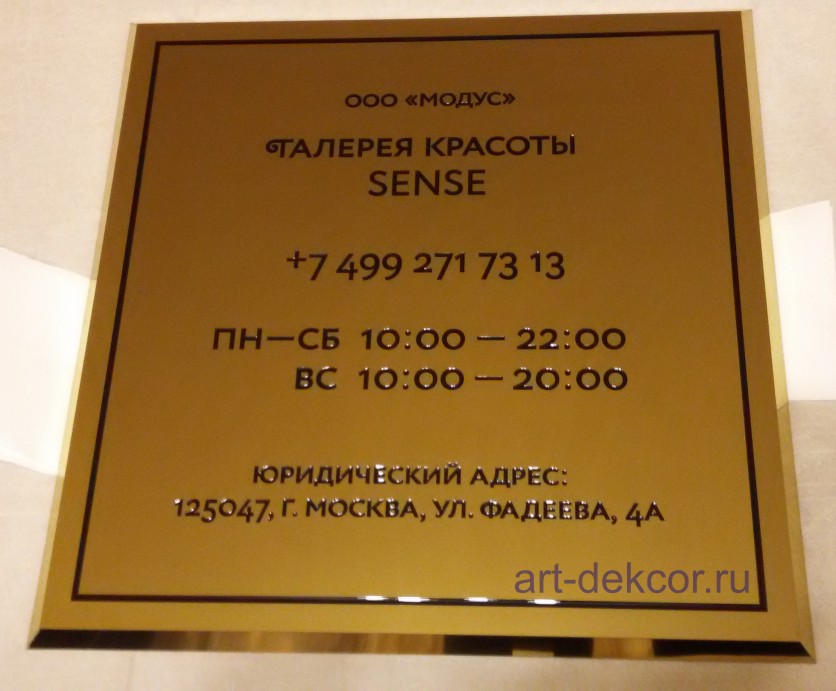 ООО «МОДУС»
ГАЛЕРЕЯ КРАСОТЫ
SENSE
+7 499 271 73 13
ПН—СБ 10:00 — 22:00
ВС 10:00 — 20:00
ЮРИДИЧЕСКИЙ АДРЕС:
125047, Г. МОСКВА, УЛ. ФАДЕЕВА, 4А
art-dekcor.ru